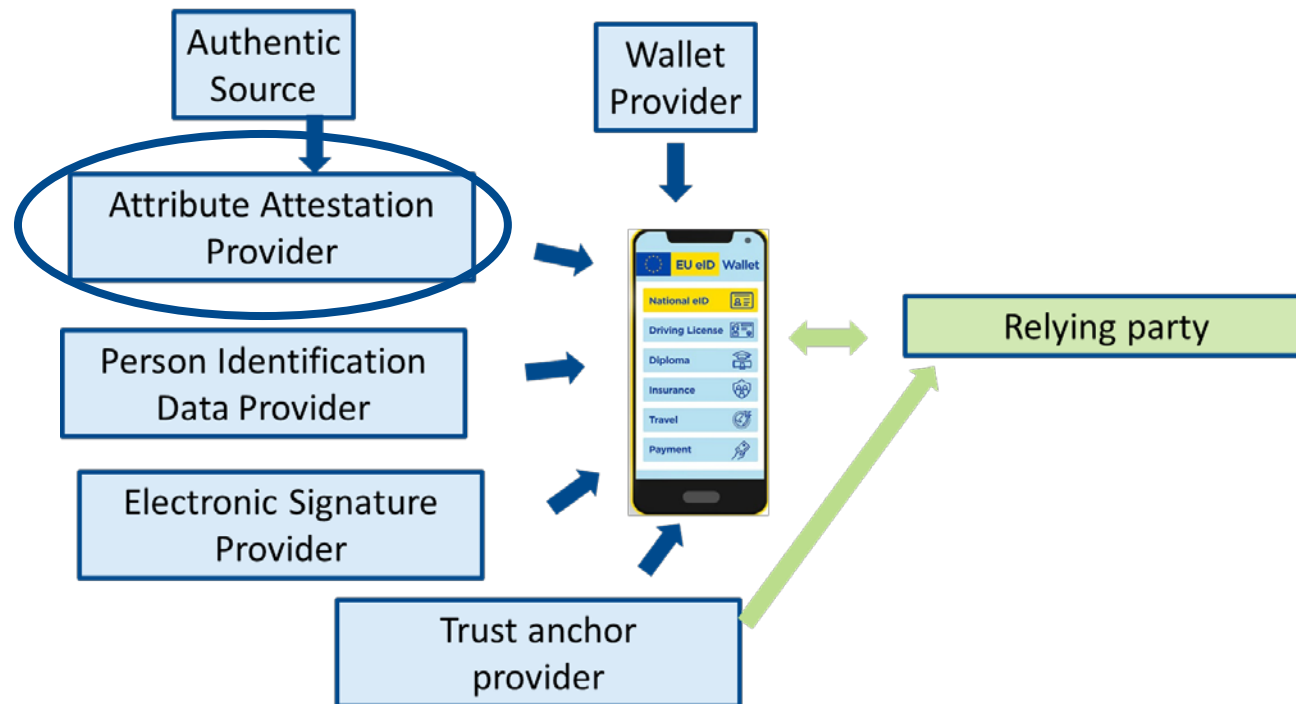 Authentic
Source
Wallet
Provider
Attribute Attestation
Provider
EU eID Wallet
National eID
Driving License
Diploma
Insurance
Travel
Payment
Relying party
Person Identification
Data Provider
Electronic Signature
Provider
Trust anchor
provider